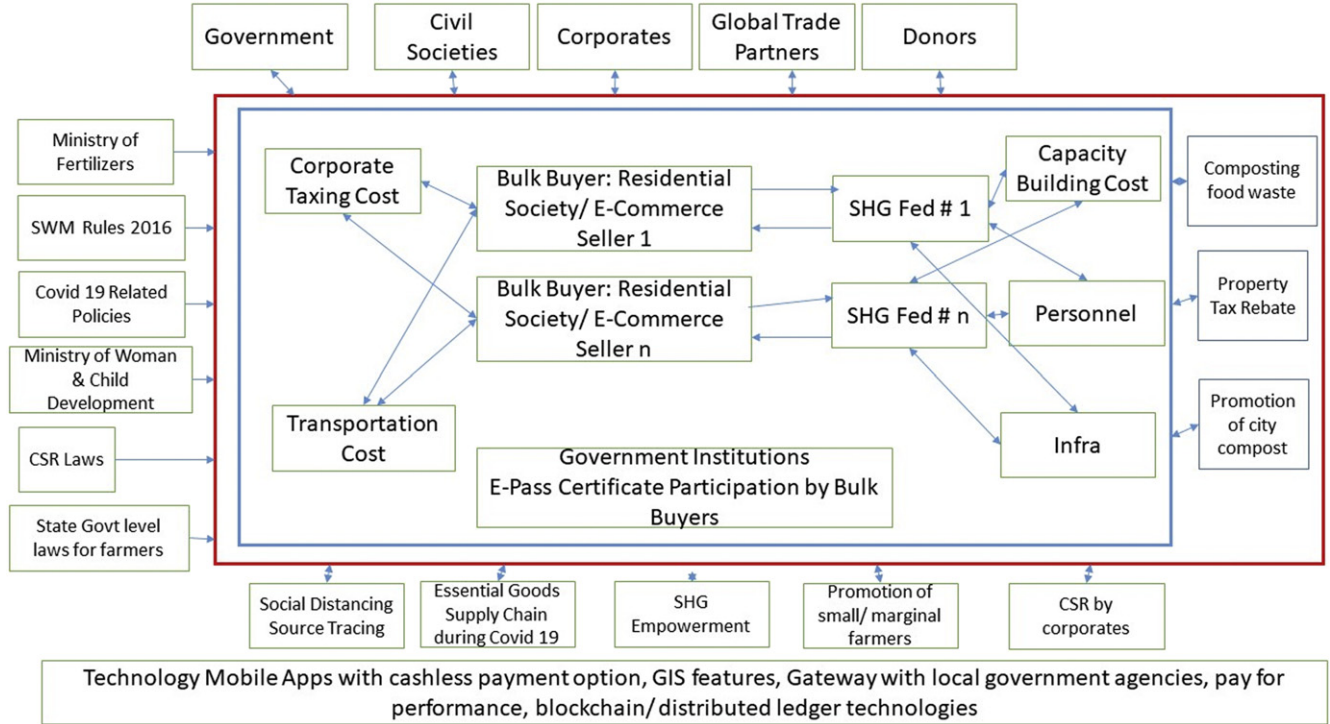 Government
Civil
Societies
Corporates
Global Trade
Partners
Donors
Ministry of
Fertilizers
SWM Rules 2016
Covid 19 Related
Policies
Ministry of Woman
& Child
Development
CSR Laws
State Govt level
laws for farmers
Corporate
Taxing Cost
Transportation
Cost
Bulk Buyer: Residential
Society/ E-Commerce
Seller 1
Bulk Buyer: Residential
Society/ E-Commerce
Seller n
Government Institutions
E-Pass Certificate Participation by Bulk
Buyers
SHG Fed # 1
SHG Fed # n
Capacity
Building Cost
Personnel
Infra
Composting
food waste
Property
Tax Rebate
Promotion
of city
compost
Social Distancing
Source Tracing
Essential Goods
Supply Chain
during Covid 19
SHG
Empowerment
Promotion of
small/ marginal
farmers
CSR by
corporates
Technology Mobile Apps with cashless payment option, GIS features, Gateway with local government agencies, pay for
performance, blockchain/ distributed ledger technologies